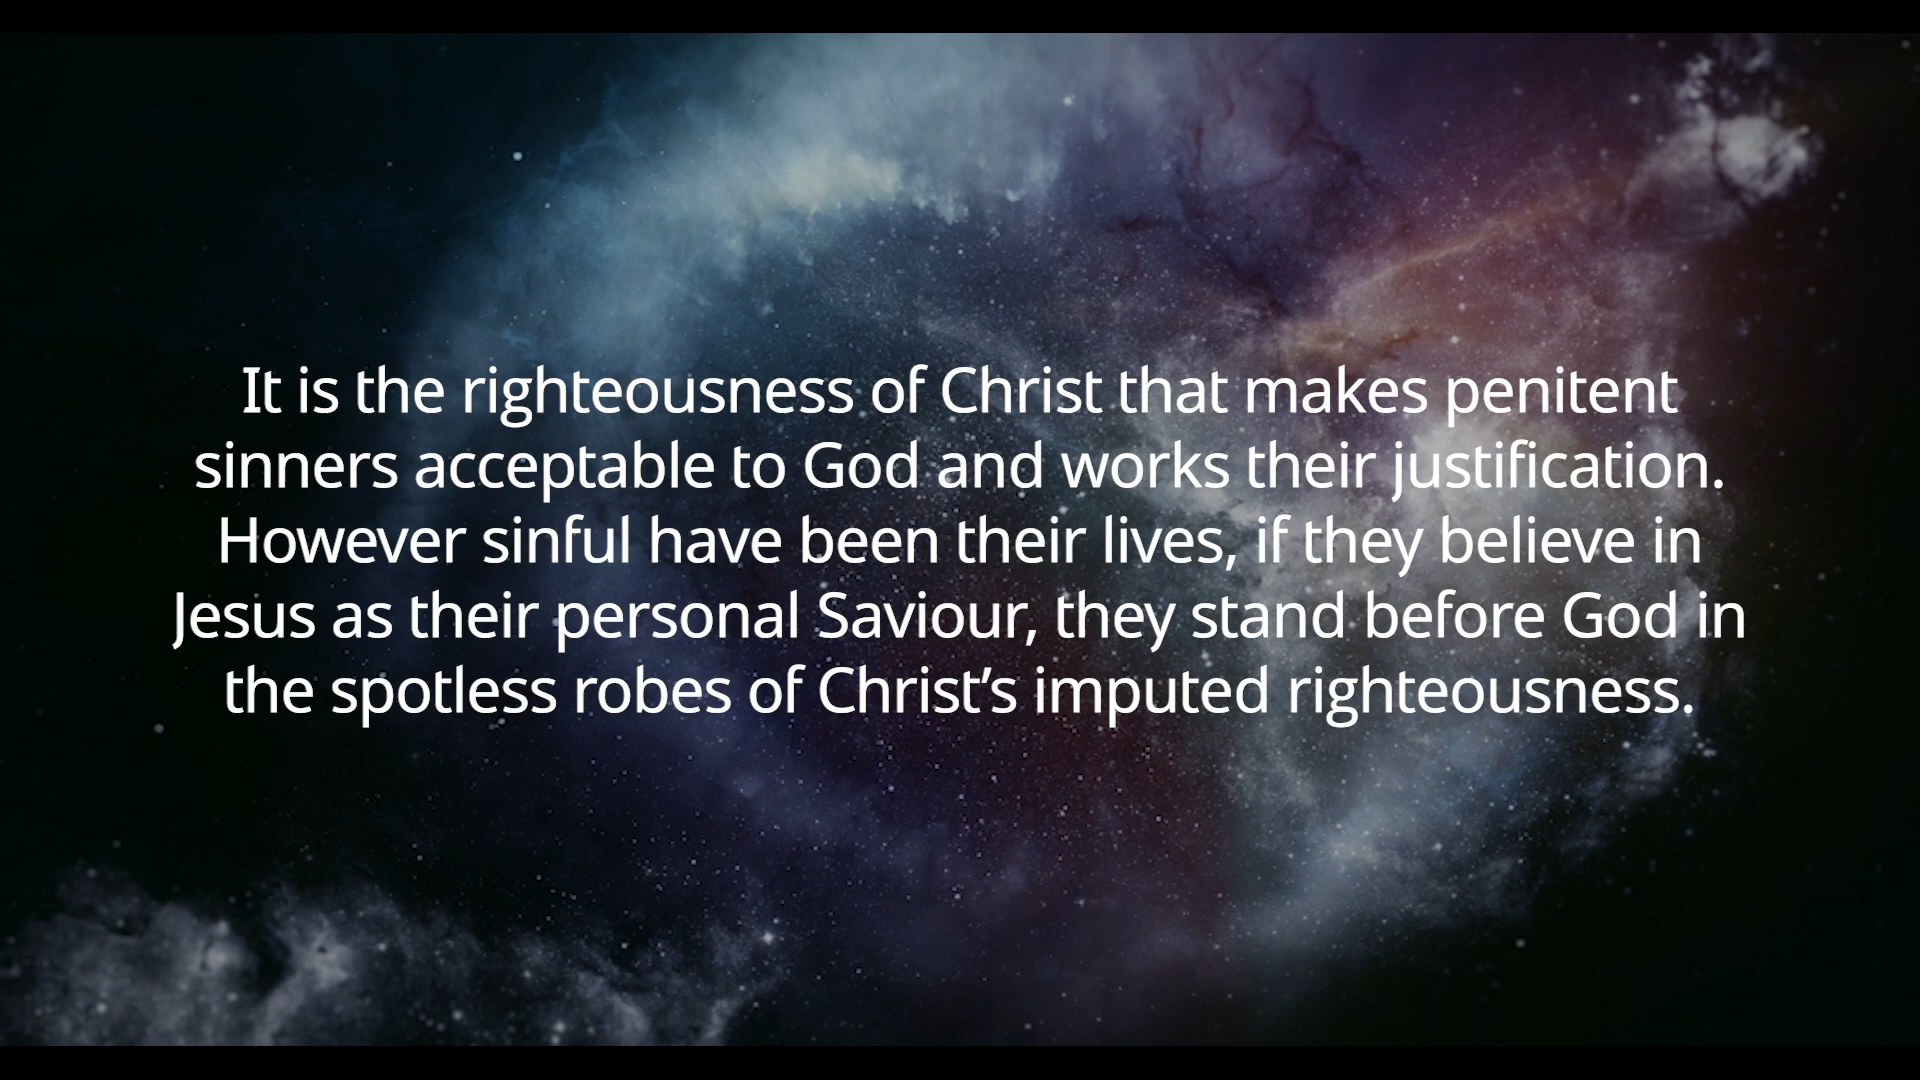 It is the righteousness of Christ that makes penitent
sinners acceptable to God and works their justification.
However sinful have been their lives, if they believe in
Jesus as their personal Saviour, they stand before God in
the spotless robes of Christ’s imputed righteousness.